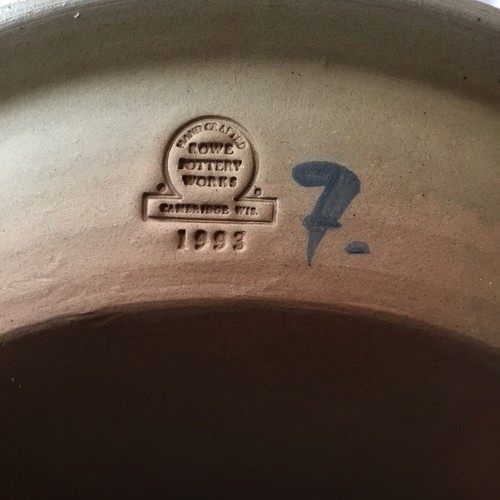 HAND CRAFTED
ROWE
POTTERY
WORKS
CAMBRIDGE WIS.
1993
7.